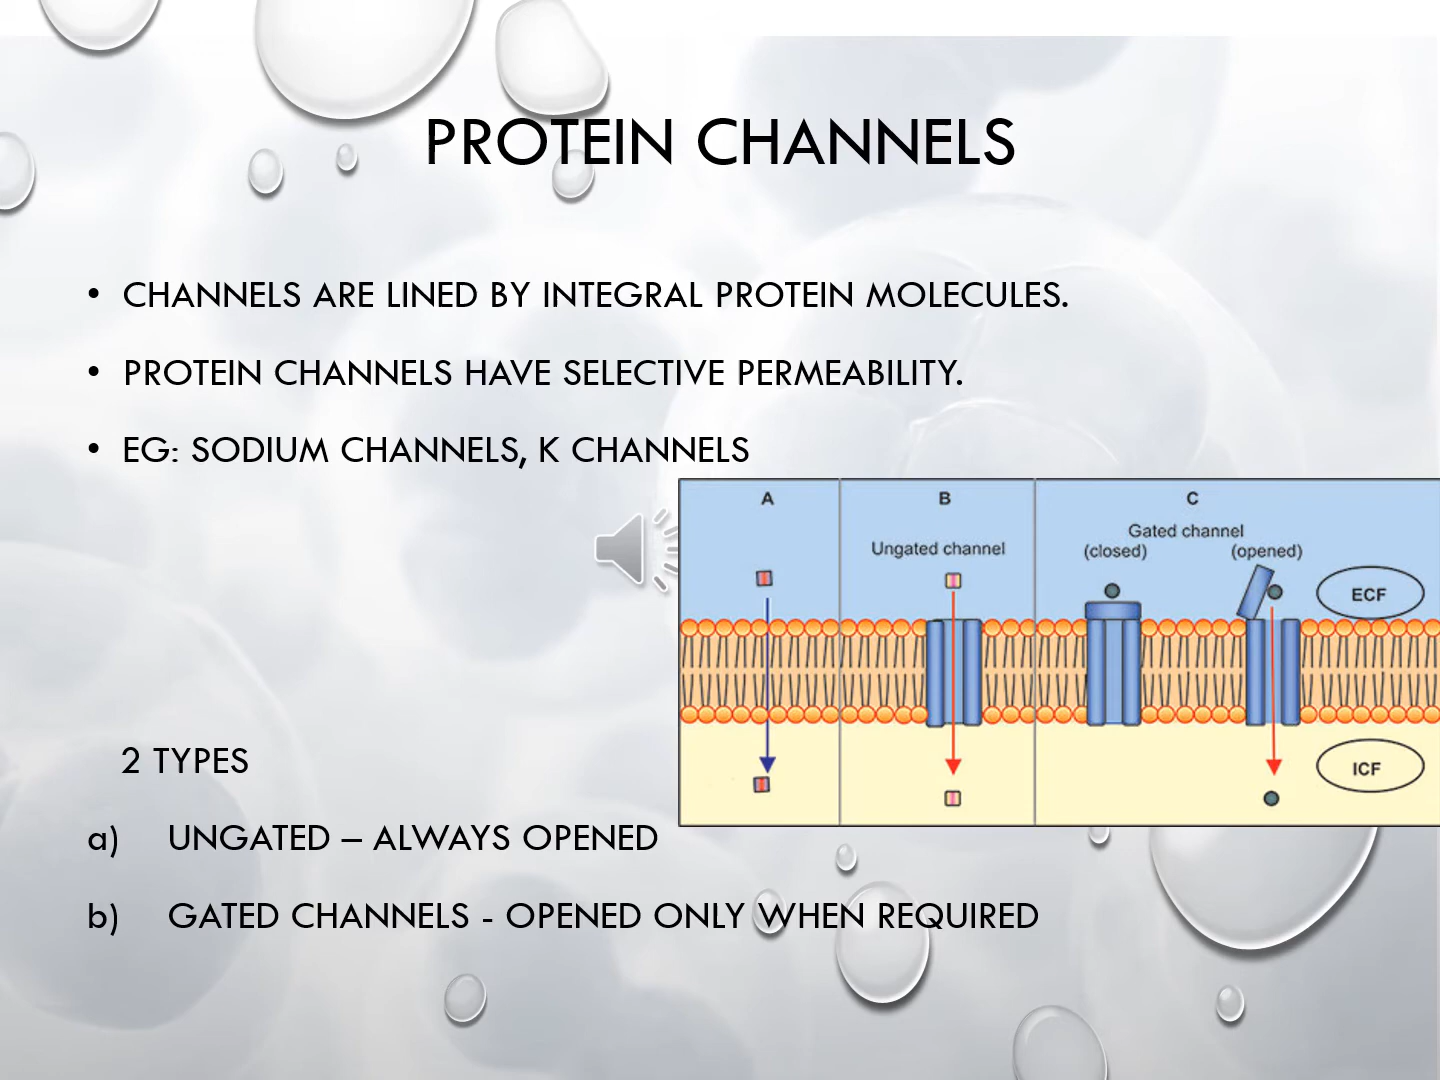 PROTEIN CHANNELS
• CHANNELS ARE LINED BY INTEGRAL PROTEIN MOLECULES.
• PROTEIN CHANNELS HAVE SELECTIVE PERMEABILITY.
• EG: SODIUM CHANNELS, K CHANNELS
A
B
C
Ungated channel
Gated channel
(closed)
(opened)
ECF
ICF
2 TYPES
a) UNGATED – ALWAYS OPENED
b) GATED CHANNELS - OPENED ONLY WHEN REQUIRED